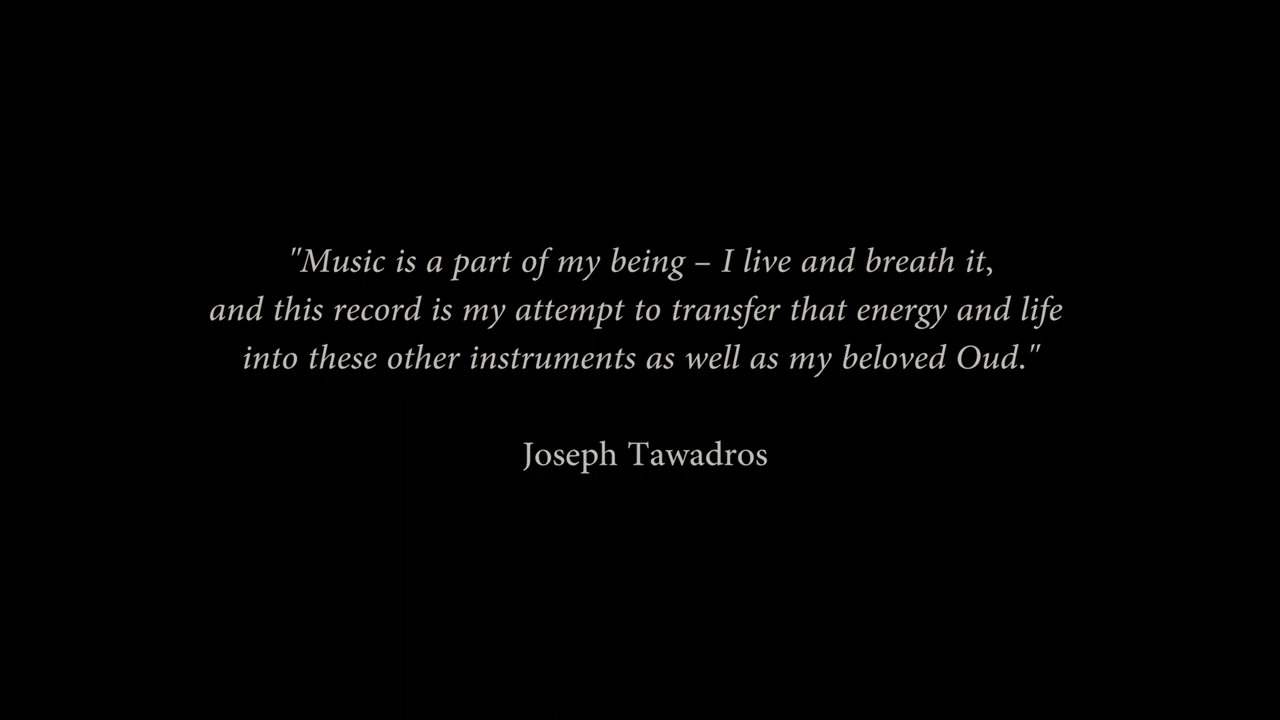 "Music is a part of my being – I live and breath it,
and this record is my attempt to transfer that energy and life
into these other instruments as well as my beloved Oud."
Joseph Tawadros